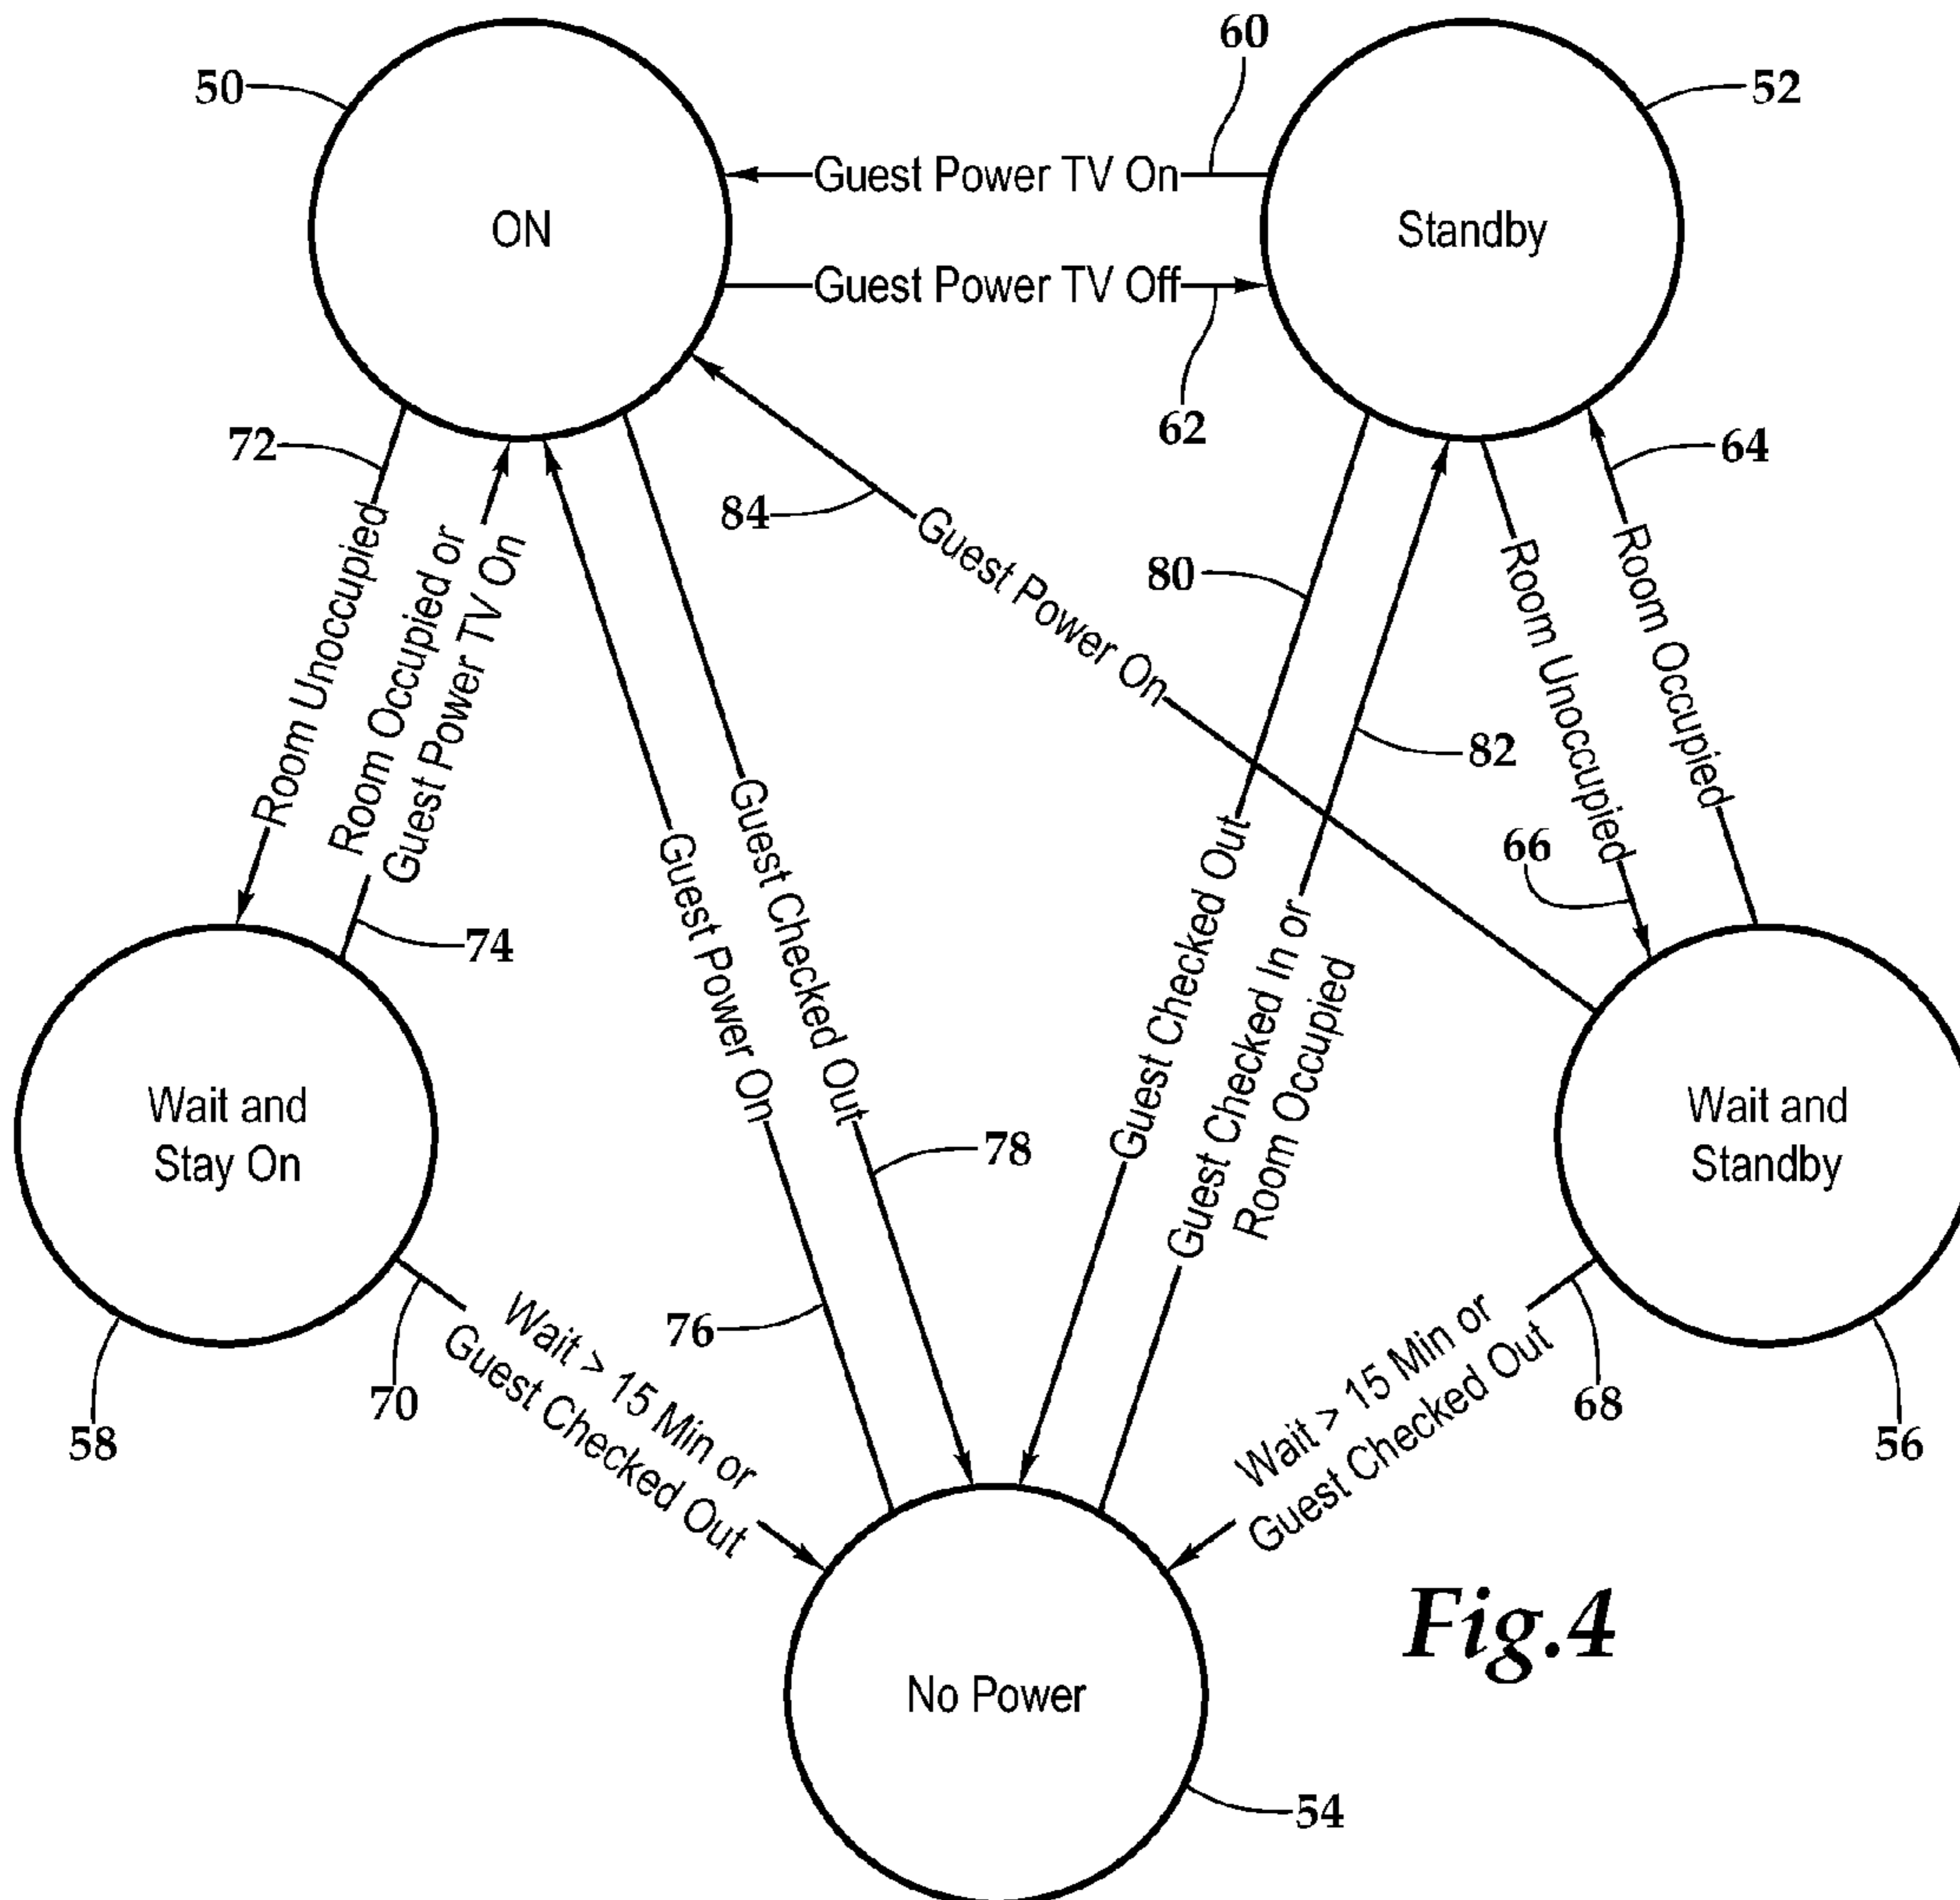 60
50
52
Guest Power TV On
ON
Standby
Guest Power TV Off
62
72
64
84
Room Unoccupied
Room Occupied or
Guest Power TV On
Guest Power On
80
Room Unoccupied
Room Occupied
82
66
74
Guest Power On
Guest Checked Out
Guest Checked Out
Guest Checked In or
Room Occupied
Wait and
Stay On
Wait and
Standby
78
76
70
Wait > 15 Min or
Guest Checked Out
Wait > 15 Min or
Guest Checked Out
68
58
56
No Power
Fig.4
54